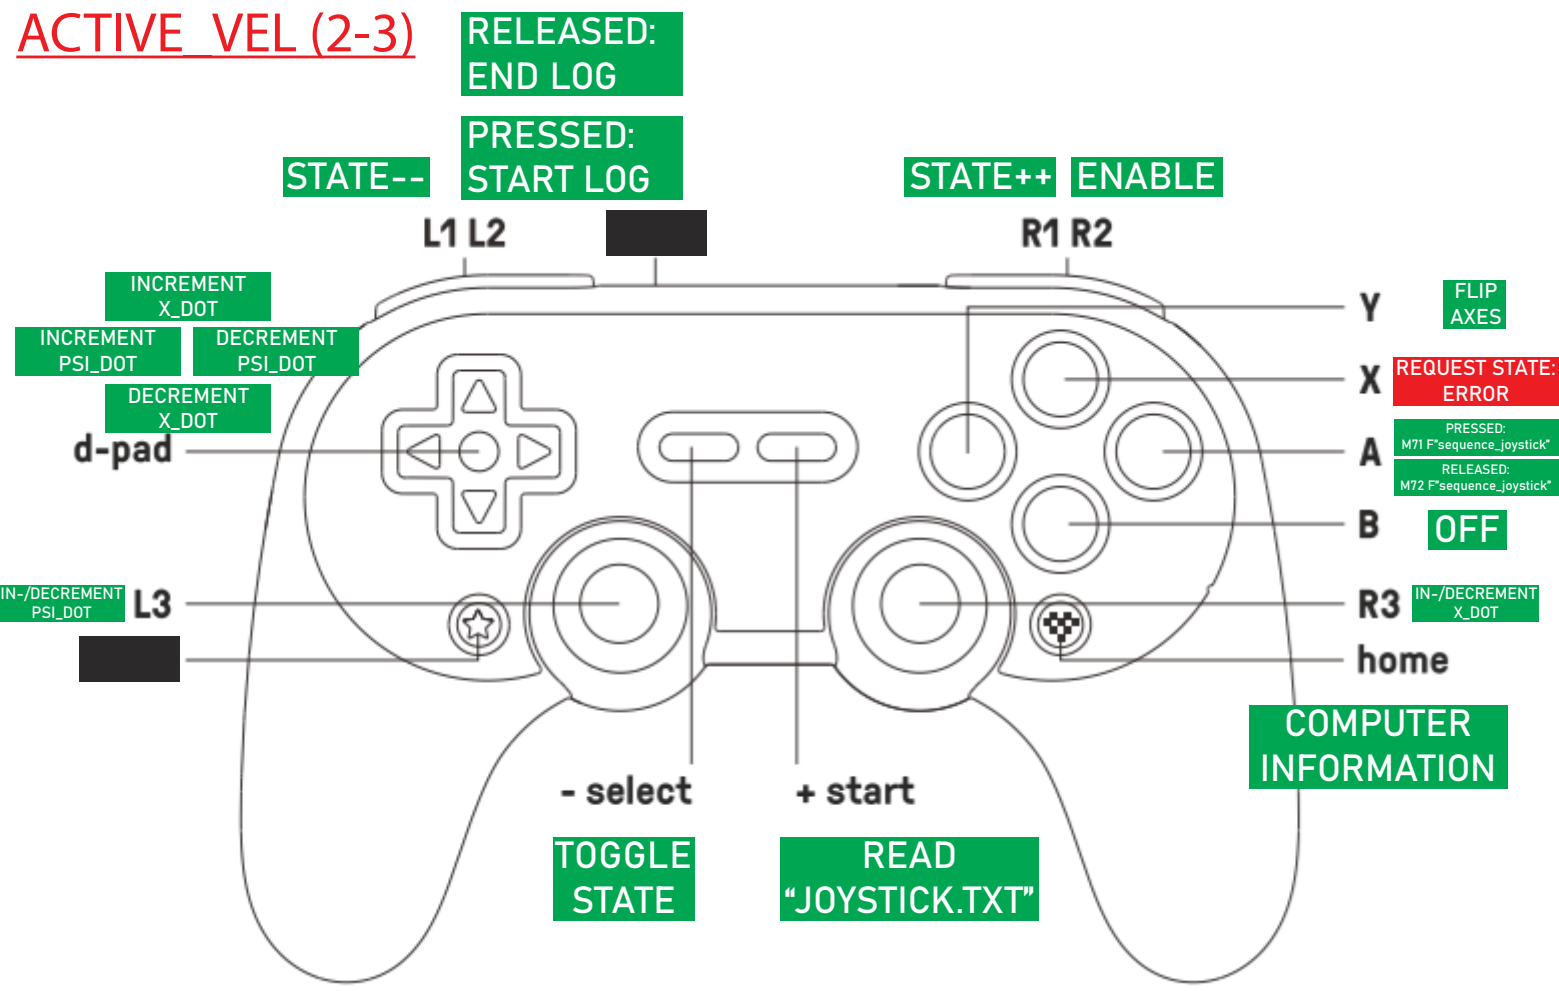 ACTIVE_VEL (2-3)
RELEASED:
END LOG
PRESSED:
START LOG
STATE--
STATE++
ENABLE
L1 L2
R1 R2
INCREMENT
X_DOT
INCREMENT
PSI_DOT
DECREMENT
PSI_DOT
DECREMENT
X_DOT
d-pad
Y
FLIP
AXES
X
REQUEST STATE:
ERROR
A
PRESSED:
M71 F"sequence_joystick"
RELEASED:
M72 F"sequence_joystick"
B
OFF
IN-/DECREMENT
PSI_DOT
L3
R3
IN-/DECREMENT
X_DOT
home
COMPUTER
INFORMATION
- select
+ start
TOGGLE
STATE
READ
“JOYSTICK.TXT”